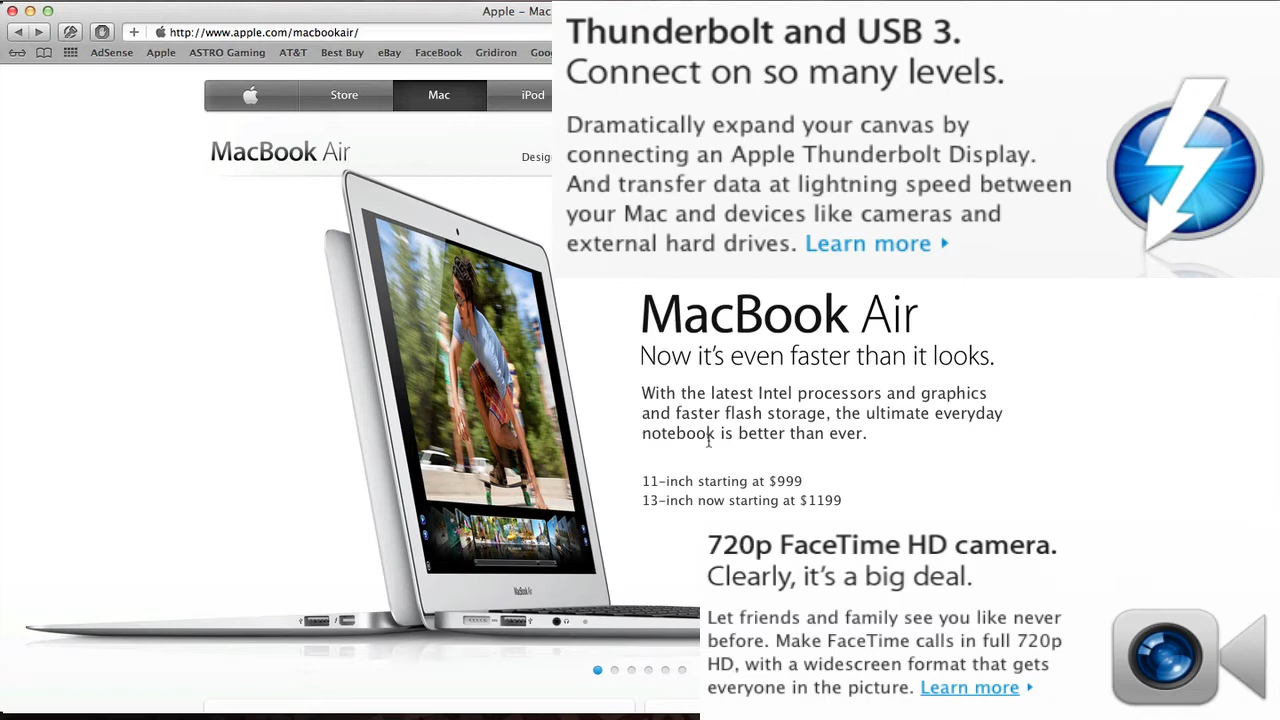 Apple – Mac
http://www.apple.com/macbookair/
AdSense Apple ASTRO Gaming AT&T Best Buy eBay FaceBook Gridiron Goo
Store Mac iPod
MacBook Air
Desig
Thunderbolt and USB 3.
Connect on so many levels.
Dramatically expand your canvas by
connecting an Apple Thunderbolt Display.
And transfer data at lightning speed between
your Mac and devices like cameras and
external hard drives. Learn more
MacBook Air
Now it's even faster than it looks.
With the latest Intel processors and graphics
and faster flash storage, the ultimate everyday
notebook is better than ever.
11-inch starting at $999
13-inch now starting at $1199
MacBook Air
720p FaceTime HD camera.
Clearly, it's a big deal.
Let friends and family see you like never
before. Make FaceTime calls in full 720p
HD, with a widescreen format that gets
everyone in the picture. Learn more